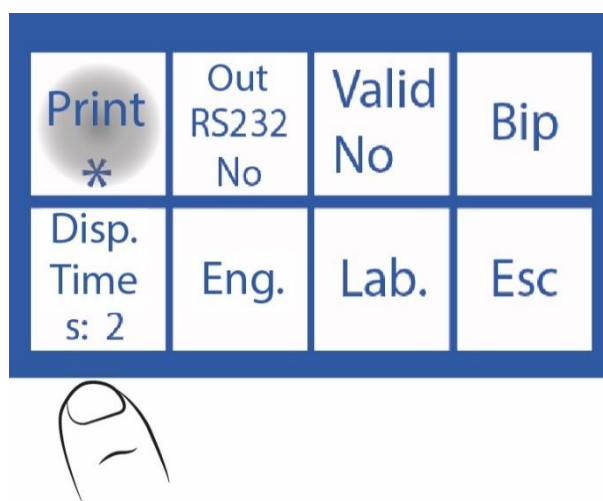 Print
*
Out
RS232
No
Valid
No
Bip
Disp.
Time
s: 2
Eng.
Lab.
Esc